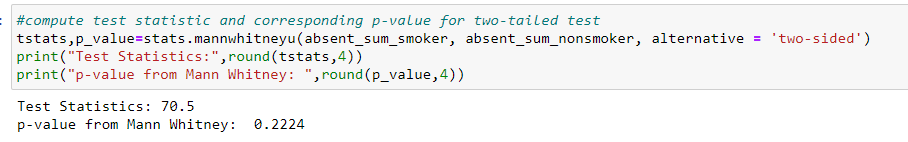 :
#compute test statistic and corresponding p-value for two-tailed test
tstats,p_value=stats.mannwhitneyu(absent_sum_smoker, absent_sum_nonsmoker, alternative = 'two-sided')
print("Test Statistics:",round(tstats,4))
print("p-value from Mann Whitney: ",round(p_value,4))
Test Statistics: 70.5
p-value from Mann Whitney:  0.2224